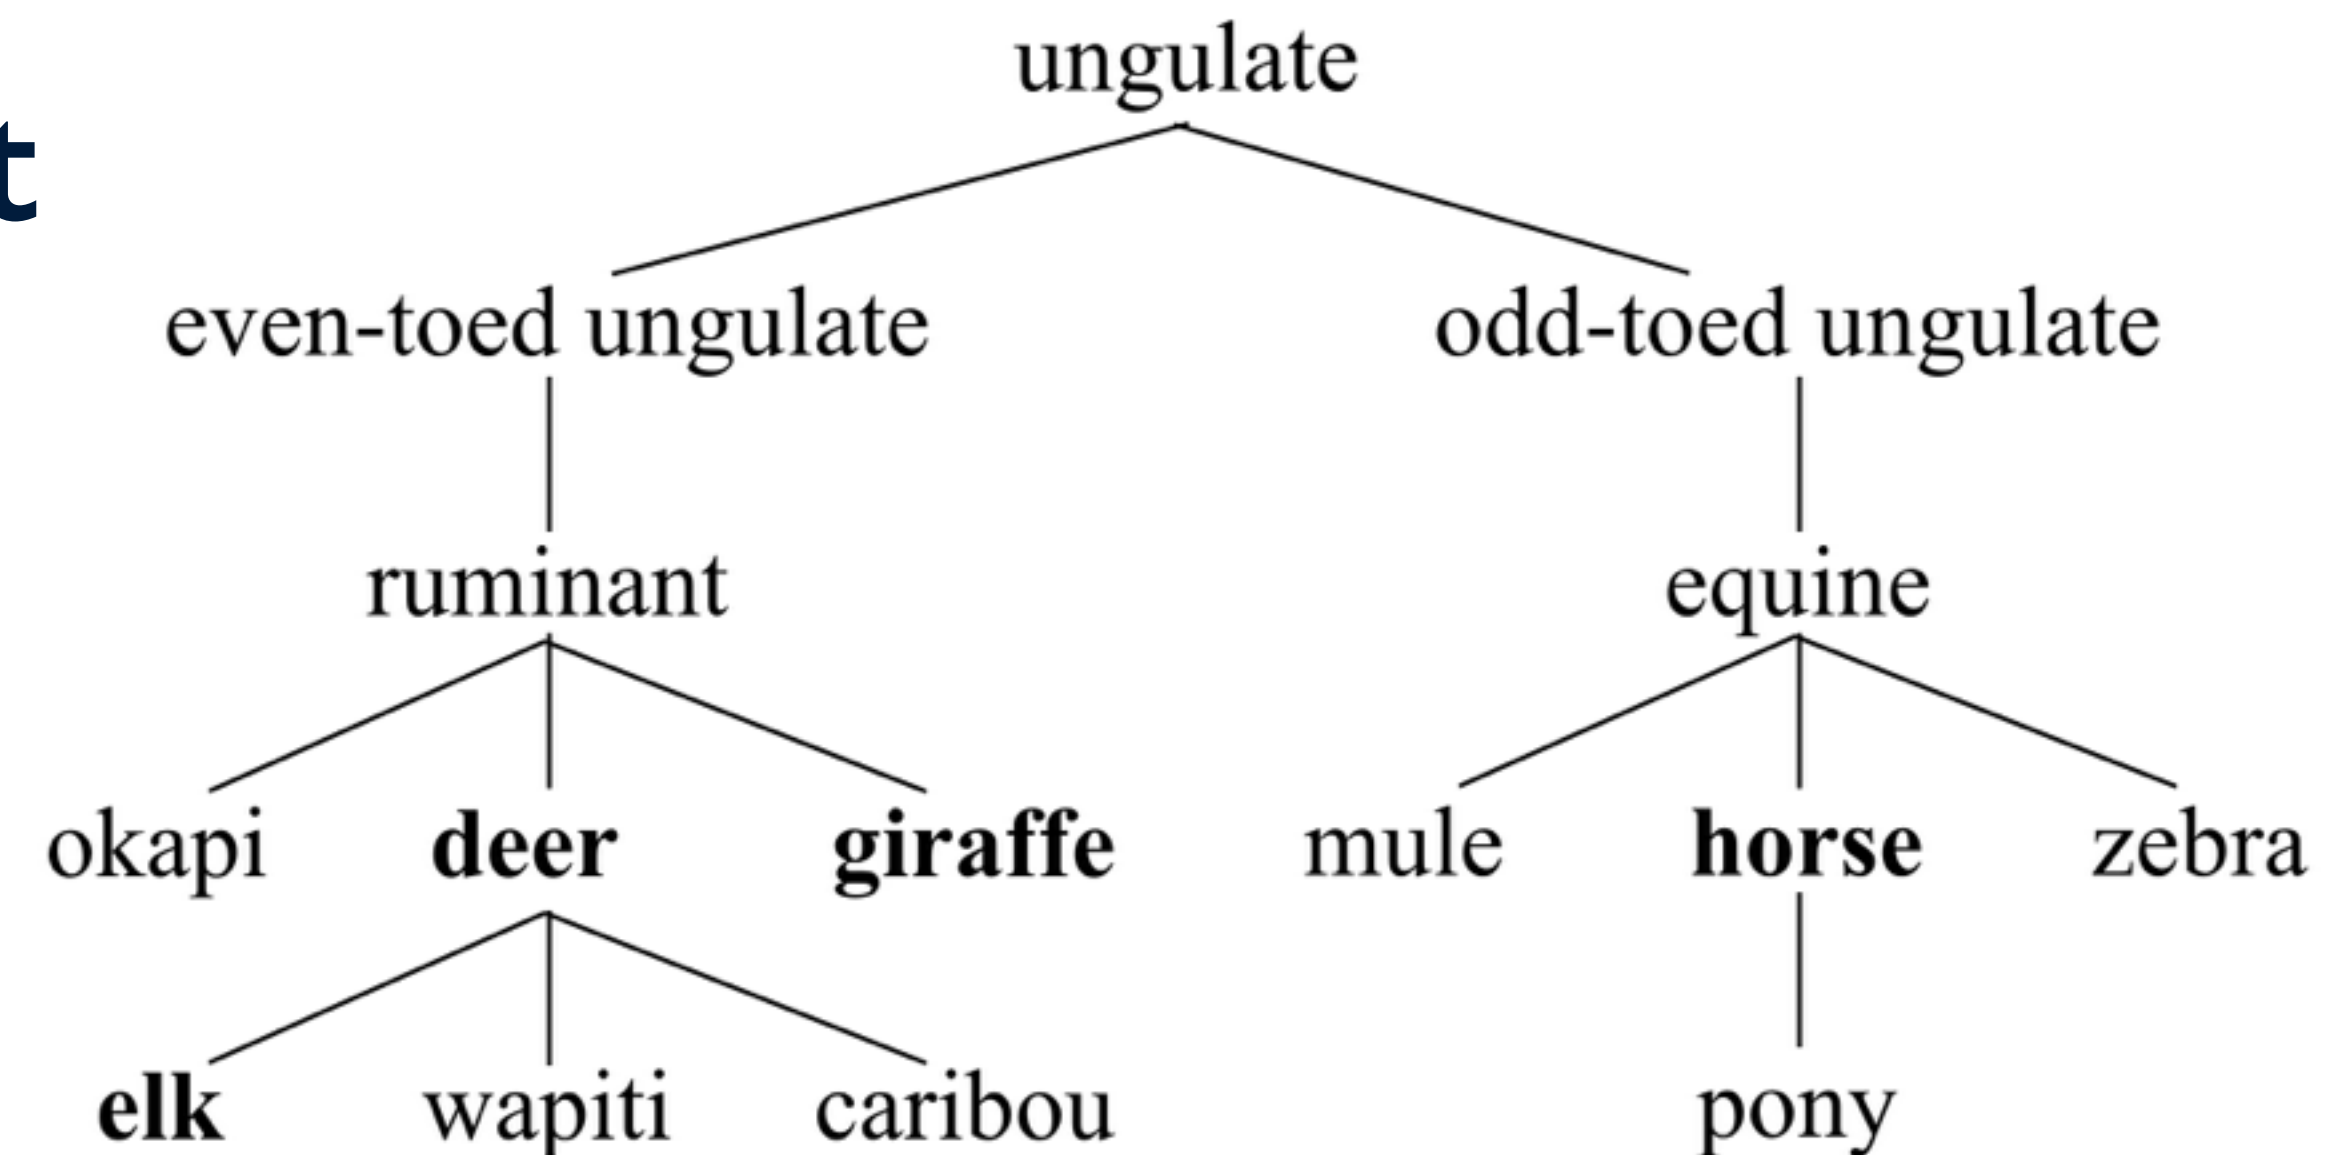 ungulate
t
even-toed ungulate odd-toed ungulate
ruminant equine
okapi deer giraffe mule horse zebra
elk wapiti caribou pony